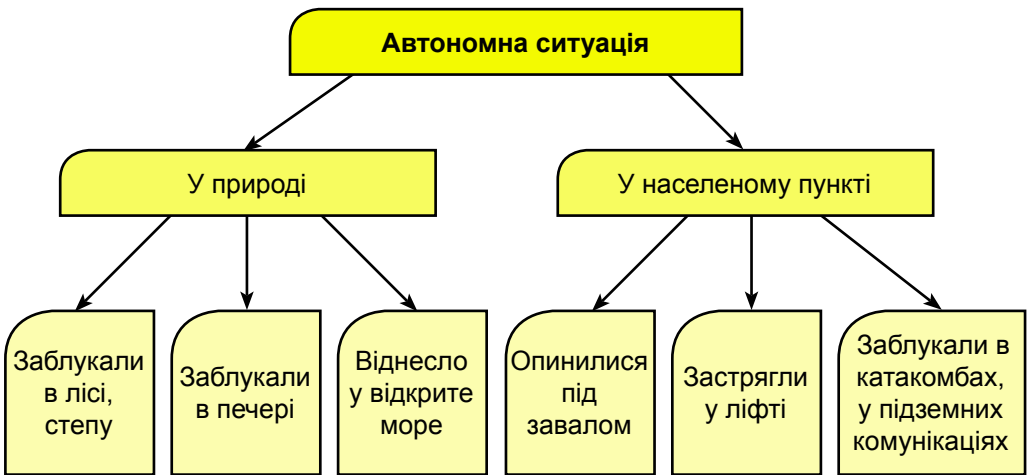 Автономна ситуація
У природі
У населеному пункті
Заблукали
в лісі,
степу
Заблукали
в печері
Віднесло
у відкрите
море
Опинилися
під
завалом
Застрягли
у ліфті
Заблукали в
катакомбах,
у підземних
комунікаціях